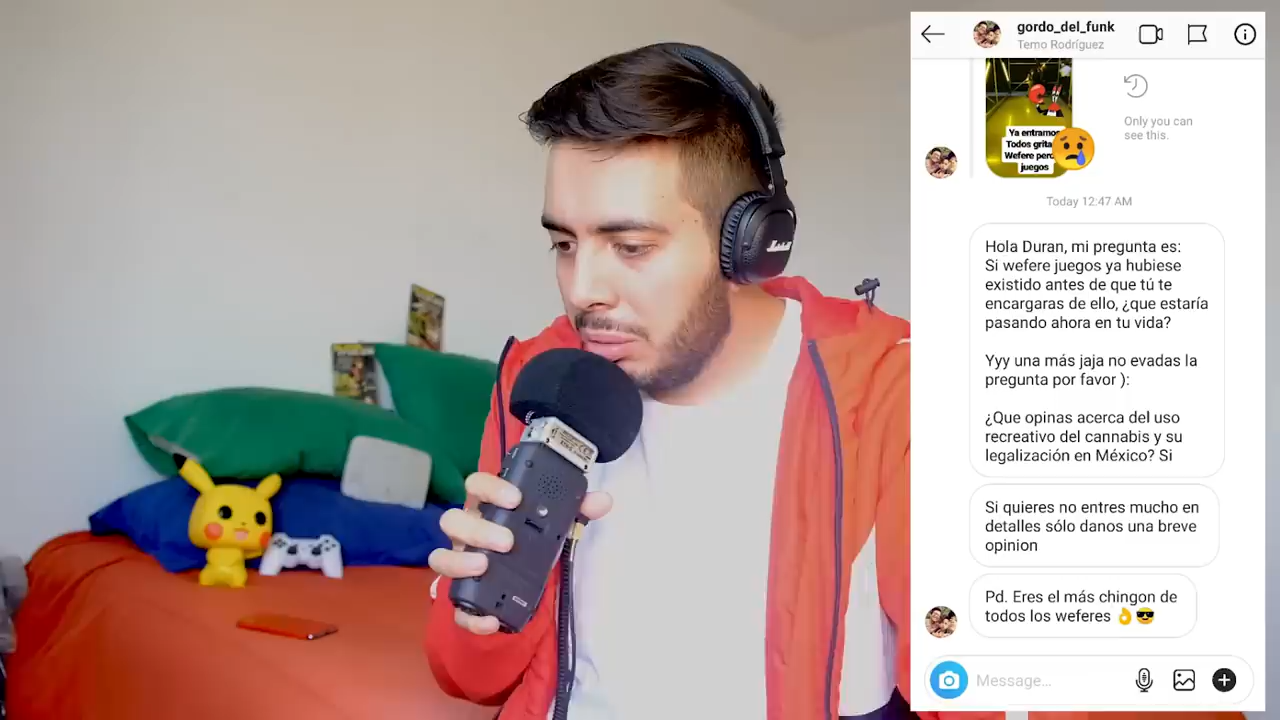 gordo_del_funk
Temo Rodríguez
Only you can
see this.
Ya entramos
Todos grita
Wefere perd
juegos
Today 12:47 AM
Hola Duran, mi pregunta es:
Si wefere juegos ya hubiese
existido antes de que tú te
encargaras de ello, ¿que estaría
pasando ahora en tu vida?
Yyy una más jaja no evadas la
pregunta por favor ):
¿Que opinas acerca del uso
recreativo del cannabis y su
legalización en México? Si
Si quieres no entres mucho en
detalles sólo danos una breve
opinion
Pd. Eres el más chingon de
todos los weferes 👌😎
Message...
Marshall